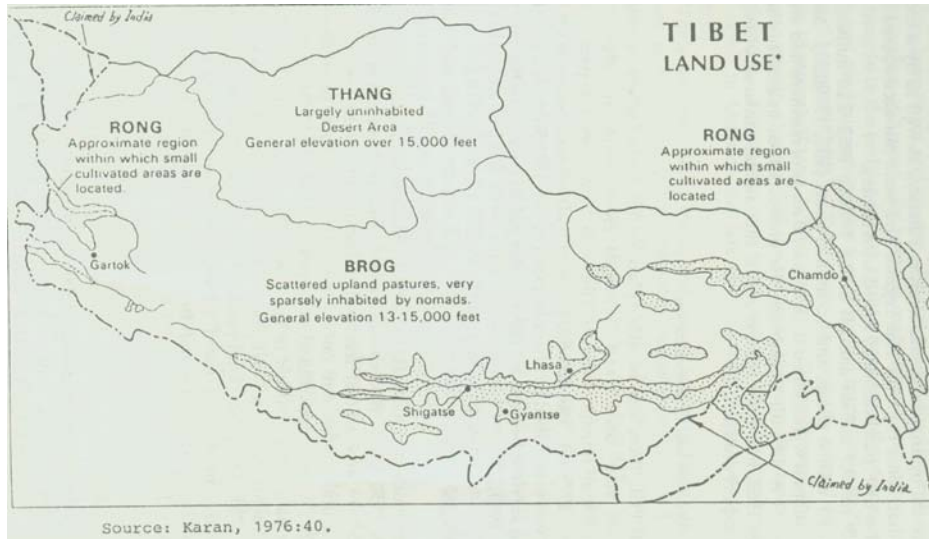 Claimed by India
TIBET
LAND USE*
THANG
Largely uninhabited
Desert Area
General elevation over 15,000 feet
RONG
Approximate region
within which small
cultivated areas are
located.
RONG
Approximate region
within which small
cultivated areas are
located
Gartok
BROG
Scattered upland pastures, very
sparsely inhabited by nomads.
General elevation 13-15,000 feet
Chamdo
Lhasa
Shigatse
Gyantse
Claimed by India
Source: Karan, 1976:40.